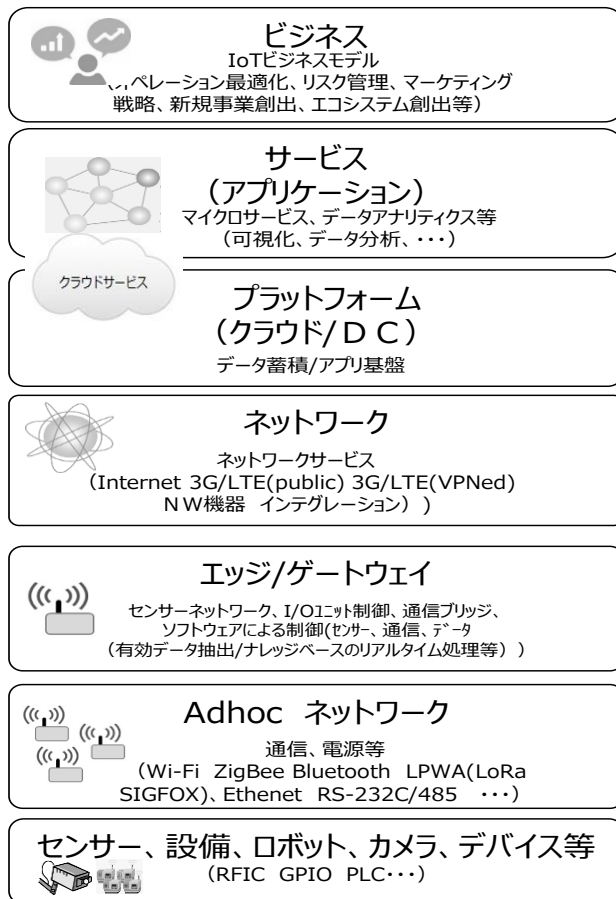 ビジネス
IoTビジネスモデル
（オペレーション最適化、リスク管理、マーケティング
戦略、新規事業創出、エコシステム創出等）
サービス
（アプリケーション）
マイクロサービス、データアナリティクス等
（可視化、データ分析、・・・）
クラウドサービス
プラットフォーム
（クラウド/ＤＣ）
データ蓄積/アプリ基盤
ネットワーク
ネットワークサービス
（Internet 3G/LTE(public) 3G/LTE(VPNed)
ＮＷ機器　インテグレーション））
エッジ/ゲートウェイ
センサーネットワーク、I/Oﾕﾆｯﾄ制御、通信ブリッジ、
ソフトウェアによる制御(ｾﾝｻｰ、通信、ﾃﾞｰﾀ
（有効データ抽出/ナレッジベースのリアルタイム処理等））
Adhoc　ネットワーク
通信、電源等
（Wi-Fi ZigBee Bluetooth　LPWA(LoRa
SIGFOX)、Ethenet RS-232C/485　・・・）
センサー、設備、ロボット、カメラ、デバイス等
（RFIC GPIO PLC・・・）